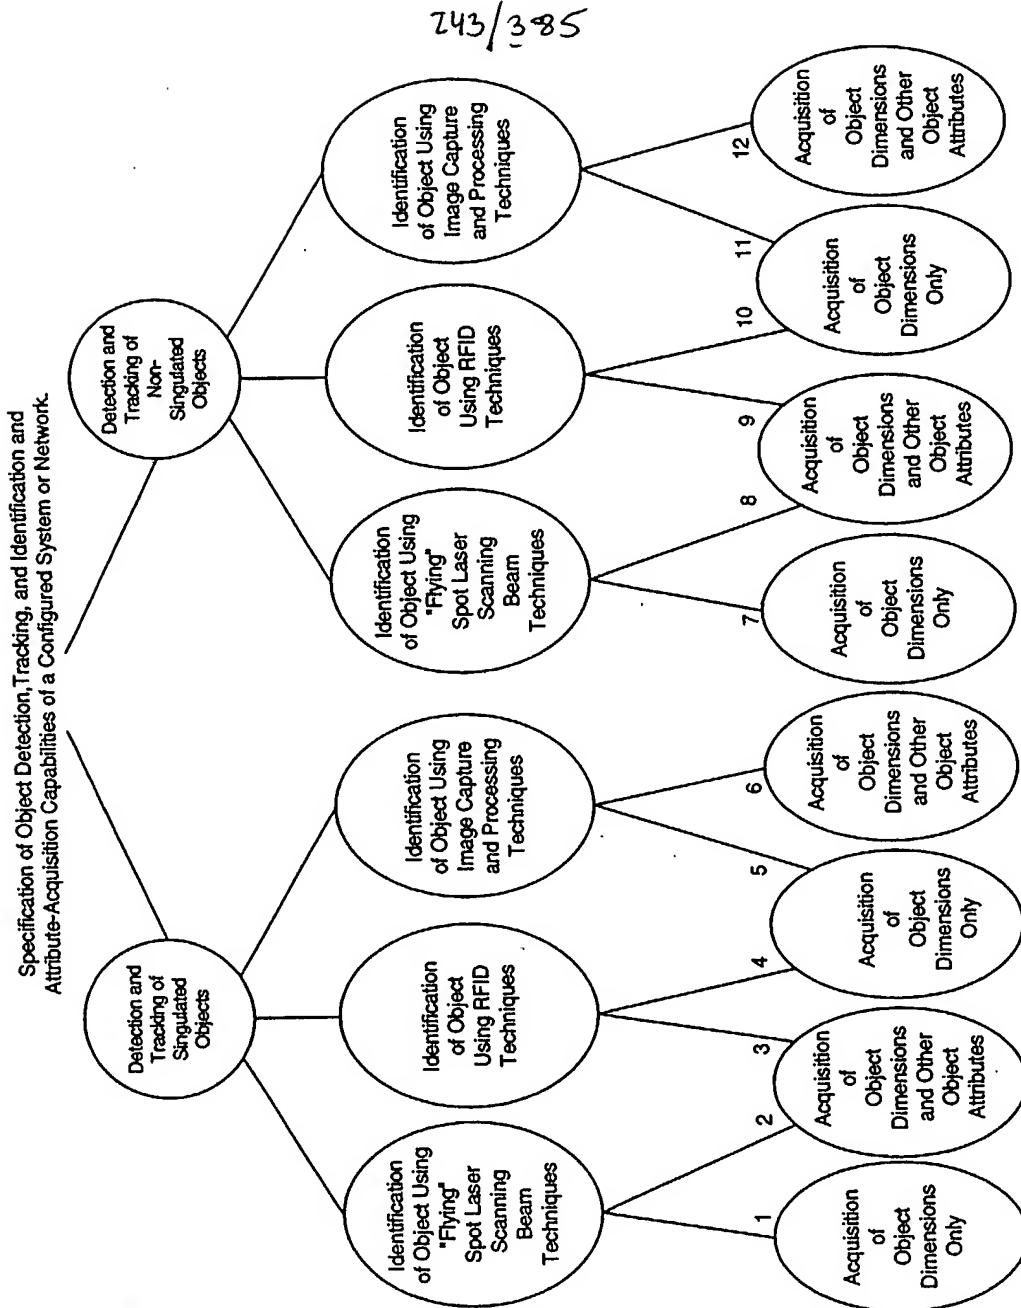 243/385
Specification of Object Detection, Tracking, and Identification and
Attribute-Acquisition Capabilities of a Configured System or Network.
Detection and
Tracking of
Singulated
Objects
Detection and
Tracking of
Non-
Singulated
Objects
Identification
of Object Using
"Flying"
Spot Laser
Scanning
Beam
Techniques
Identification
of Object
Using RFID
Techniques
Identification
of Object Using
Image Capture
and Processing
Techniques
Identification
of Object Using
"Flying"
Spot Laser
Scanning
Beam
Techniques
Identification
of Object
Using RFID
Techniques
Identification
of Object Using
Image Capture
and Processing
Techniques
1
2
3
4
5
6
7
8
9
10
11
12
Acquisition
of
Object
Dimensions
Only
Acquisition
of
Object
Dimensions
and Other
Object
Attributes
Acquisition
of
Object
Dimensions
Only
Acquisition
of
Object
Dimensions
and Other
Object
Attributes
Acquisition
of
Object
Dimensions
Only
Acquisition
of
Object
Dimensions
and Other
Object
Attributes
Acquisition
of
Object
Dimensions
Only
Acquisition
of
Object
Dimensions
and Other
Object
Attributes